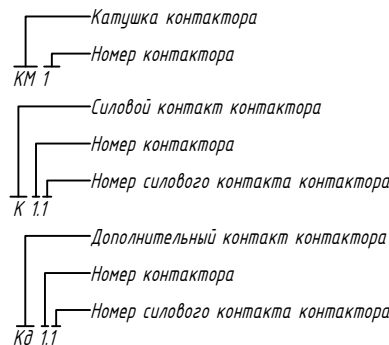 Катушка контактора
Номер контактора
КМ 1
Силовой контакт контактора
Номер контактора
Номер силового контакта контактора
К 1.1
Дополнительный контакт контактора
Номер контактора
Номер силового контакта контактора
Кд 1.1